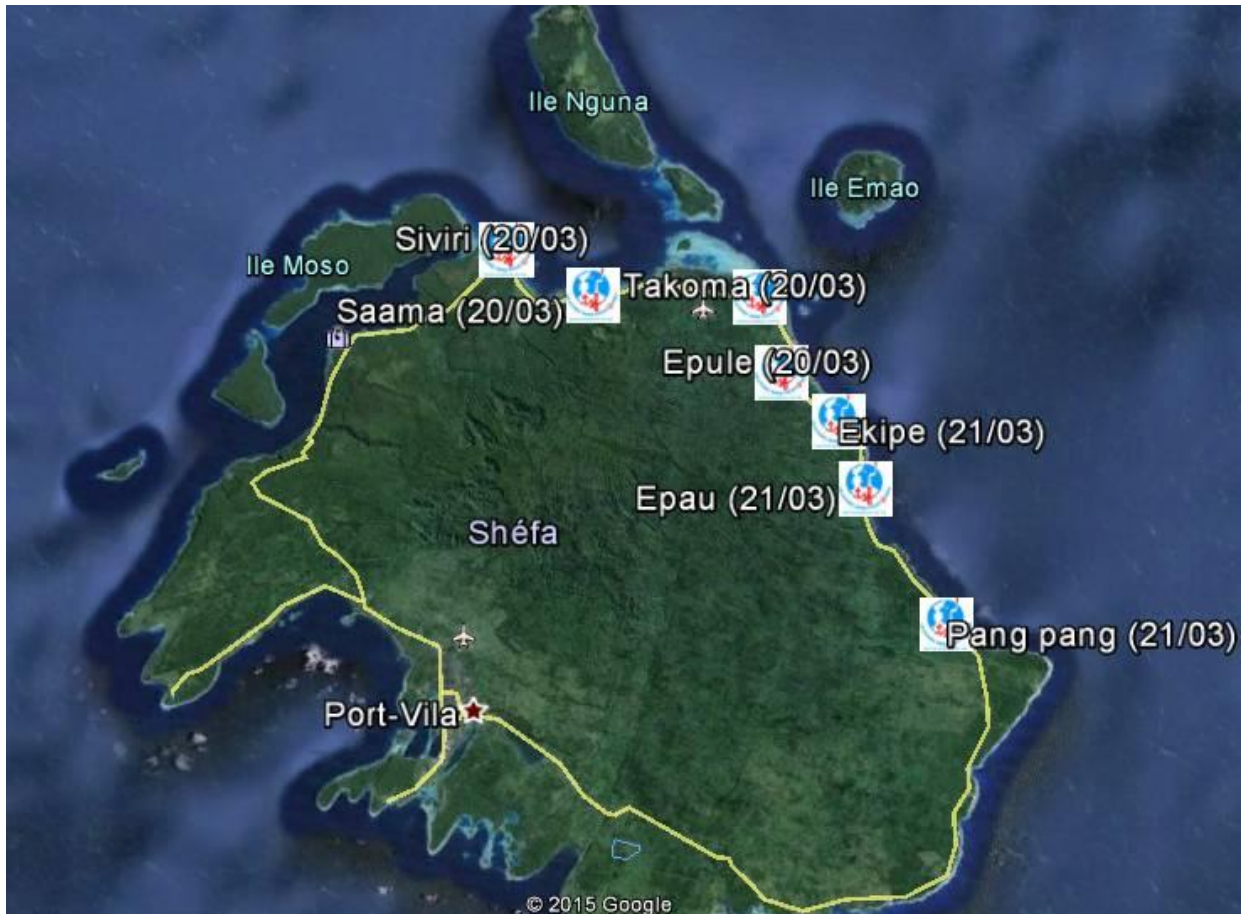 Ile Nguna
Ile Emao
Siviri (20/03)
Ile Moso
Takoma (20/03)
Saama (20/03)
Epule (20/03)
Ekipe (21/03)
Epau (21/03)
Shéfa
Pang pang (21/03)
Port-Vila
© 2015 Google